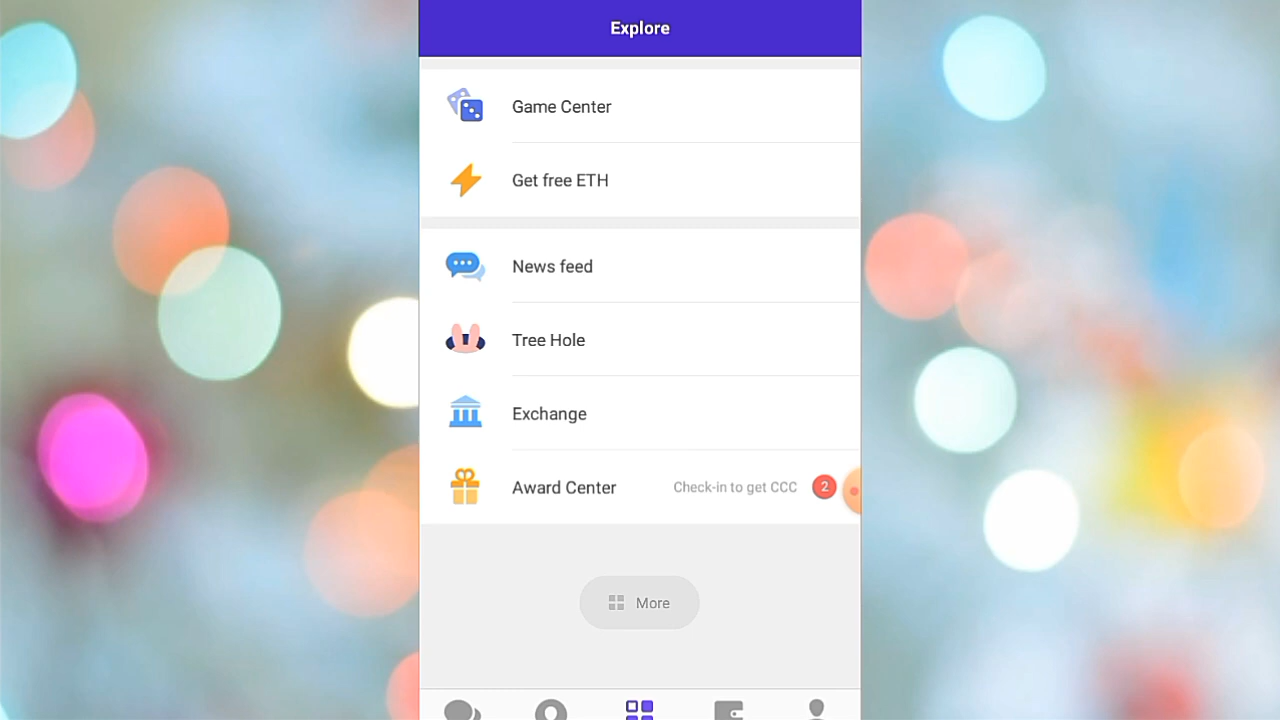 Explore
Game Center
Get free ETH
News feed
Tree Hole
Exchange
Award Center Check-in to get CCC 2
More